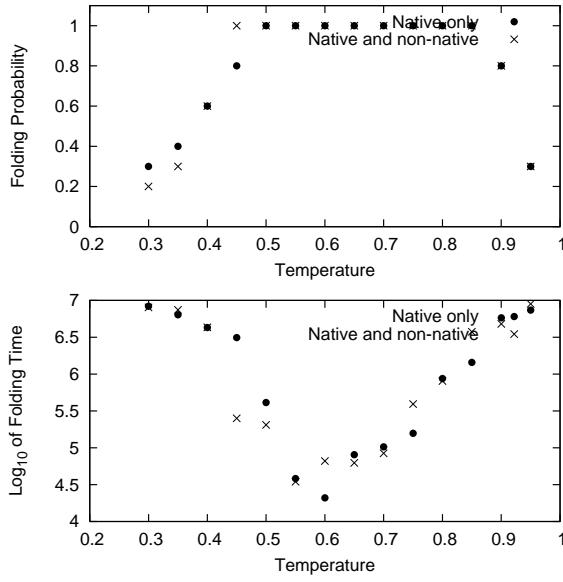 Native only
Native and non-native
1
0.8
0.6
0.4
0.2
0
Folding Probability
0.2 0.3 0.4 0.5 0.6 0.7 0.8 0.9 1
Temperature
Native only
Native and non-native
7
6.5
6
5.5
5
4.5
4
Log10 of Folding Time
0.2 0.3 0.4 0.5 0.6 0.7 0.8 0.9 1
Temperature